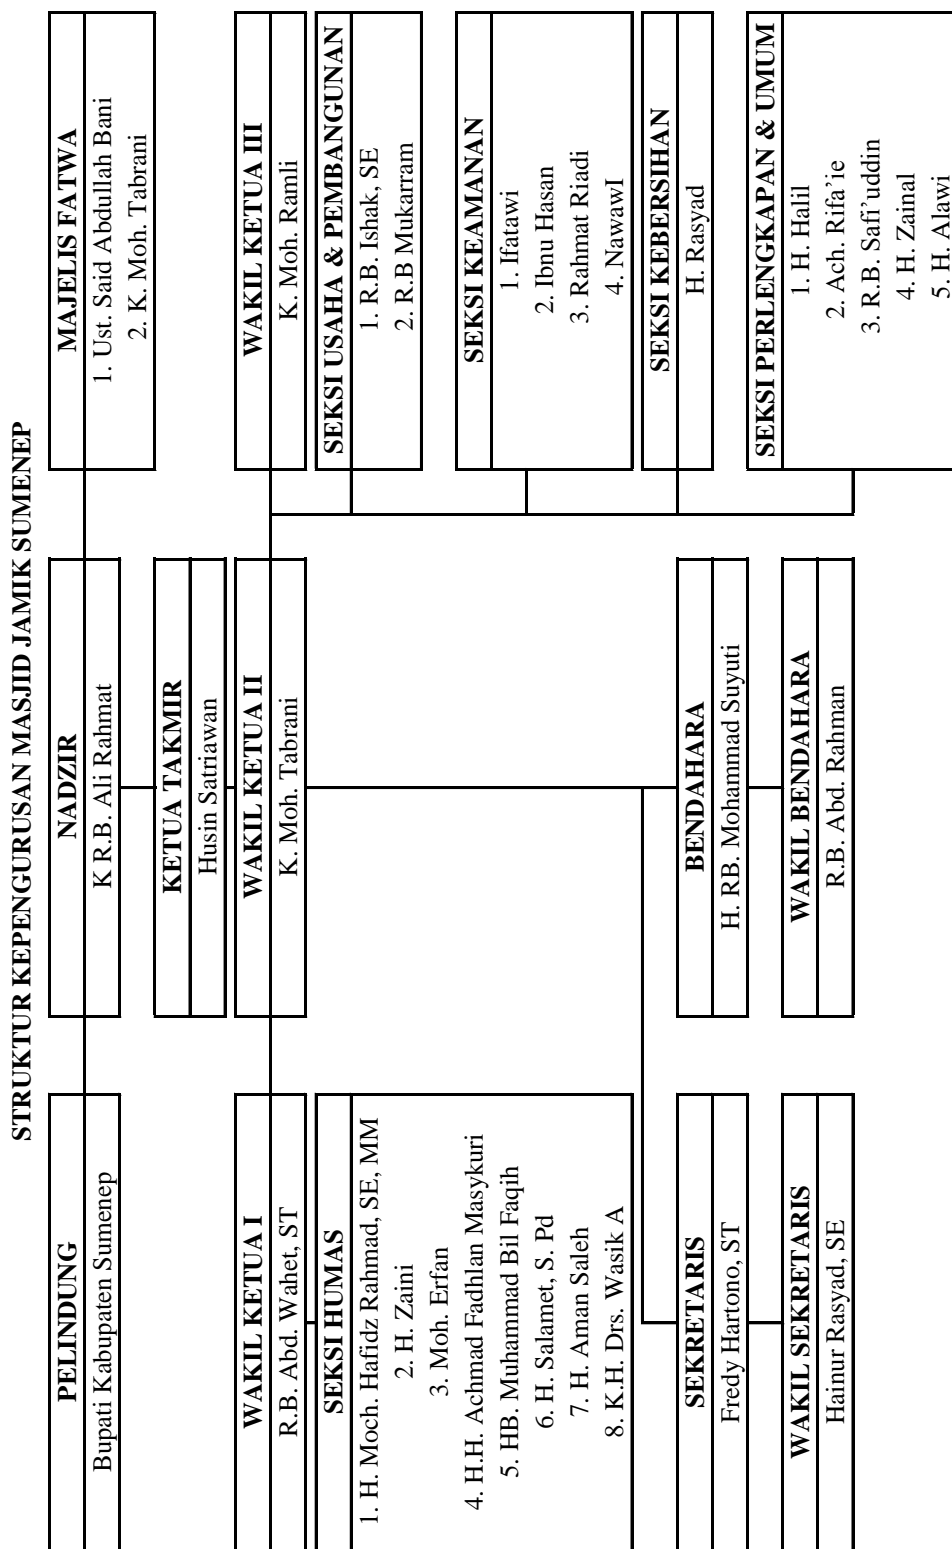 STRUKTUR KEPENGURUSAN MASJID JAMIK SUMENEP
PELINDUNG
Bupati Kabupaten Sumenep
NADZIR
K R.B. Ali Rahmat
MAJELIS FATWA
1. Ust. Said Abdullah Bani
2. K. Moh. Tabrani
KETUA TAKMIR
Husin Satriawan
WAKIL KETUA I
R.B. Abd. Wahet, ST
WAKIL KETUA II
K. Moh. Tabrani
WAKIL KETUA III
K. Moh. Ramli
SEKSI HUMAS
1. H. Moch. Hafidz Rahmad, SE, MM
2. H. Zaini
3. Moh. Erfan
4. H.H. Achmad Fadhlan Masykuri
5. HB. Muhammad Bil Faqih
6. H. Salamet, S. Pd
7. H. Aman Saleh
8. K.H. Drs. Wasik A
SEKSI USAHA & PEMBANGUNAN
1. R.B. Ishak, SE
2. R.B Mukarram
SEKSI KEAMANAN
1. Ifatawi
2. Ibnu Hasan
3. Rahmat Riadi
4. NawawI
SEKRETARIS
Fredy Hartono, ST
BENDAHARA
H. RB. Mohammad Suyuti
SEKSI KEBERSIHAN
H. Rasyad
WAKIL SEKRETARIS
Hainur Rasyad, SE
WAKIL BENDAHARA
R.B. Abd. Rahman
SEKSI PERLENGKAPAN & UMUM
1. H. Halil
2. Ach. Rifa’ie
3. R.B. Safi’uddin
4. H. Zainal
5. H. Alawi